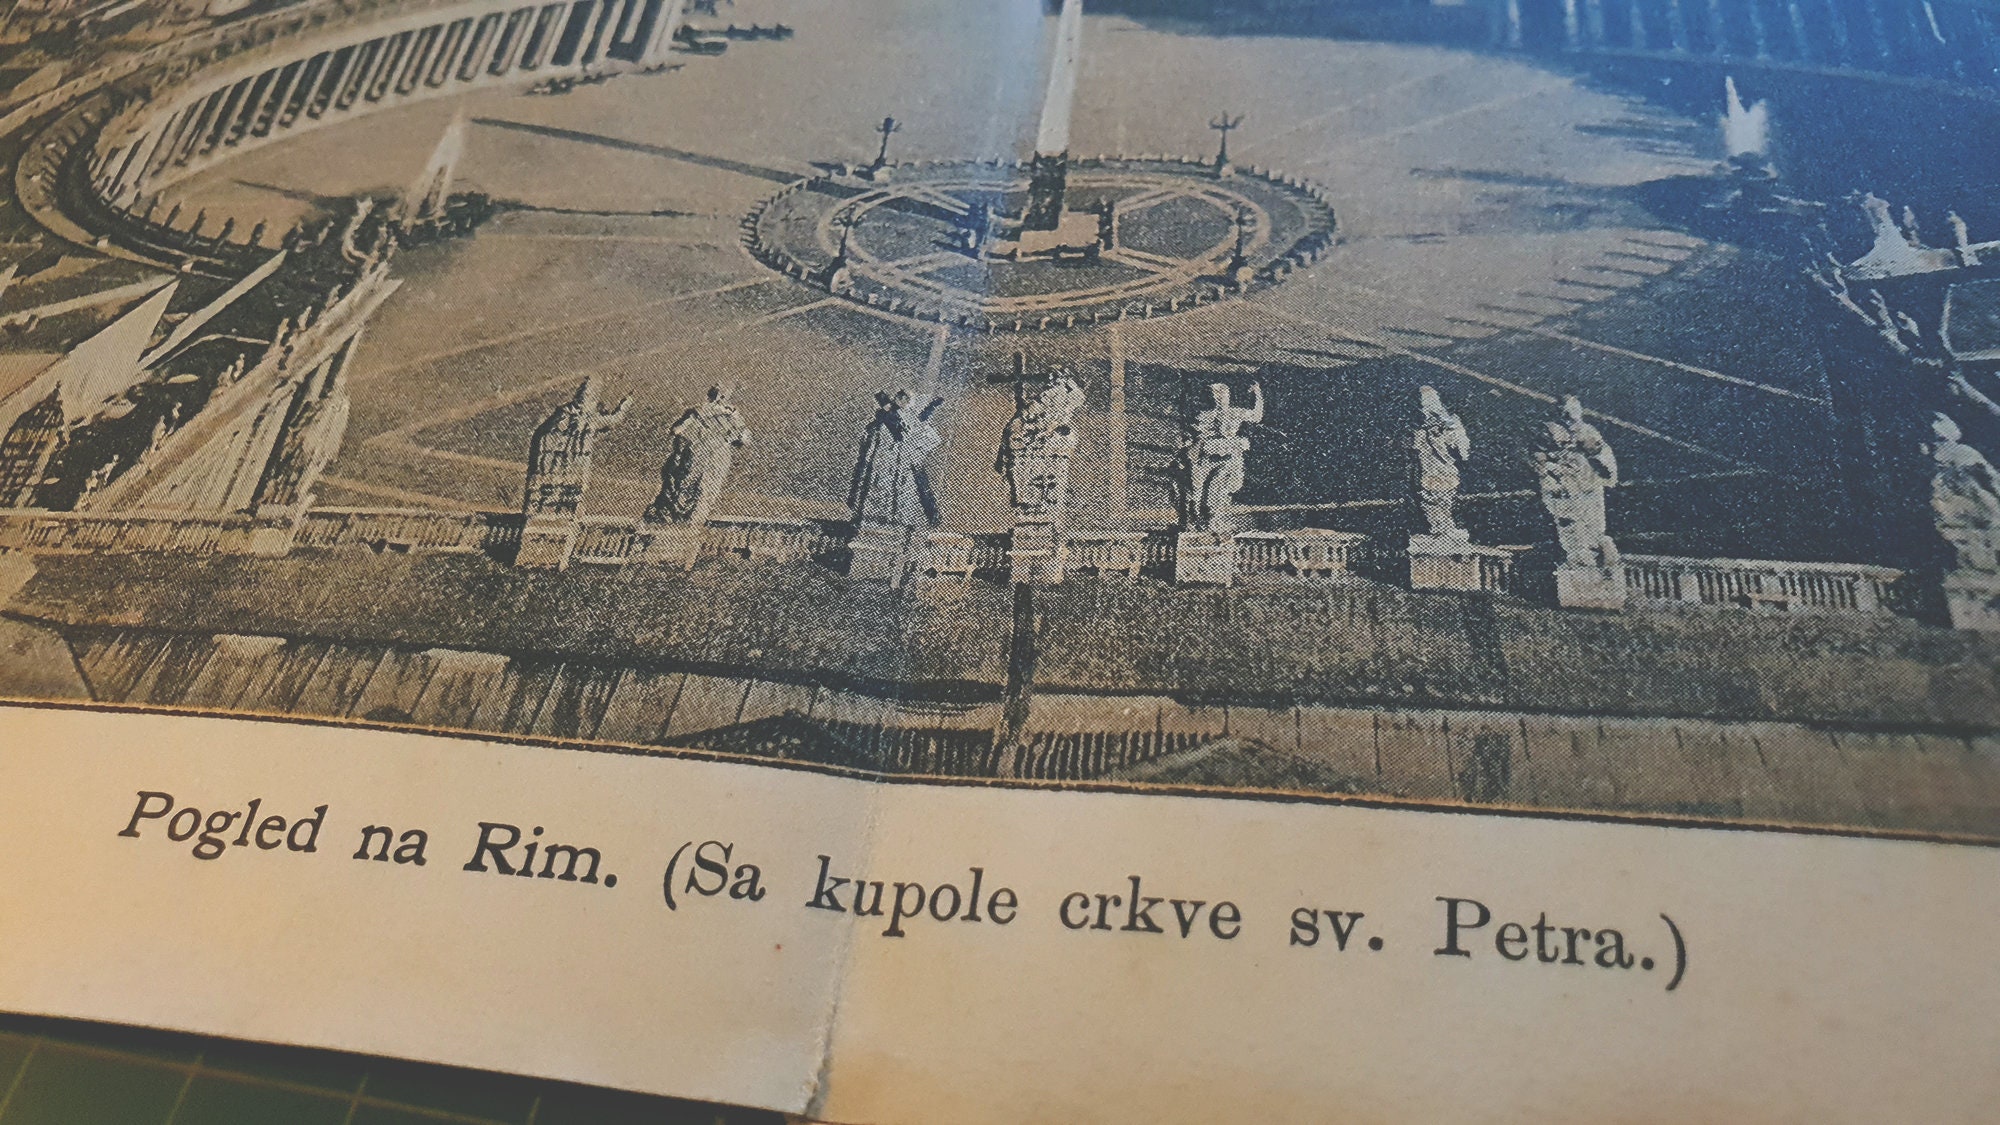 Pogled na Rim. (Sa kupole crkve sv. Petra.)